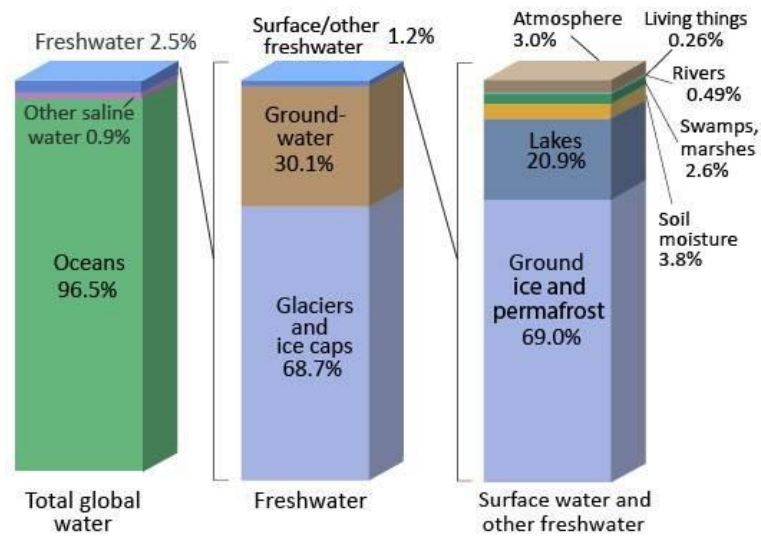 Freshwater 2.5%
Other saline
water 0.9%
Oceans
96.5%
Total global
water
Surface/other
freshwater 1.2%
Ground-
water
30.1%
Glaciers
and
ice caps
68.7%
Freshwater
Atmosphere
3.0%
Living things
0.26%
Rivers
0.49%
Swamps,
marshes
2.6%
Soil
moisture
3.8%
Lakes
20.9%
Ground
ice and
permafrost
69.0%
Surface water and
other freshwater